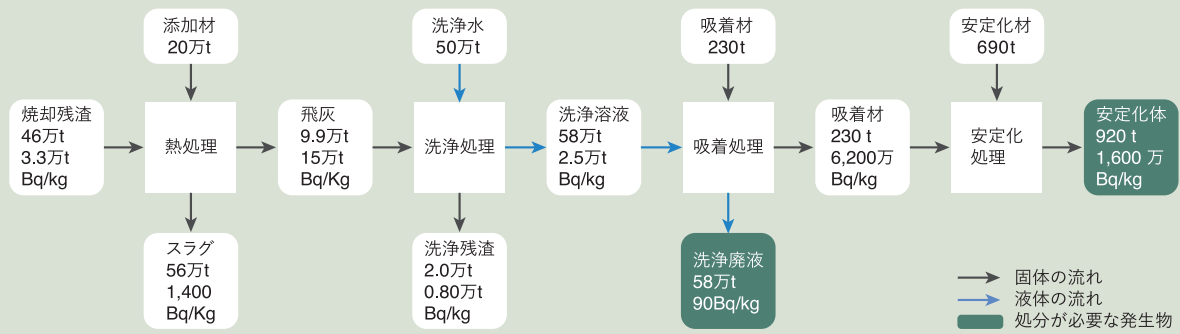 添加材
20万t
洗浄水
50万t
吸着材
230t
安定化材
690t
焼却残渣
46万t
3.3万t
Bq/kg
熱処理
飛灰
9.9万t
15万t
Bq/Kg
洗浄処理
洗浄溶液
58万t
2.5万t
Bq/kg
吸着処理
吸着材
230 t
6,200万
Bq/kg
安定化
処理
安定化体
920 t
1,600 万
Bq/kg
スラグ
56万t
1,400
Bq/Kg
洗浄残渣
2.0万t
0.80万t
Bq/kg
洗浄廃液
58万t
90Bq/kg
固体の流れ
液体の流れ
処分が必要な発生物